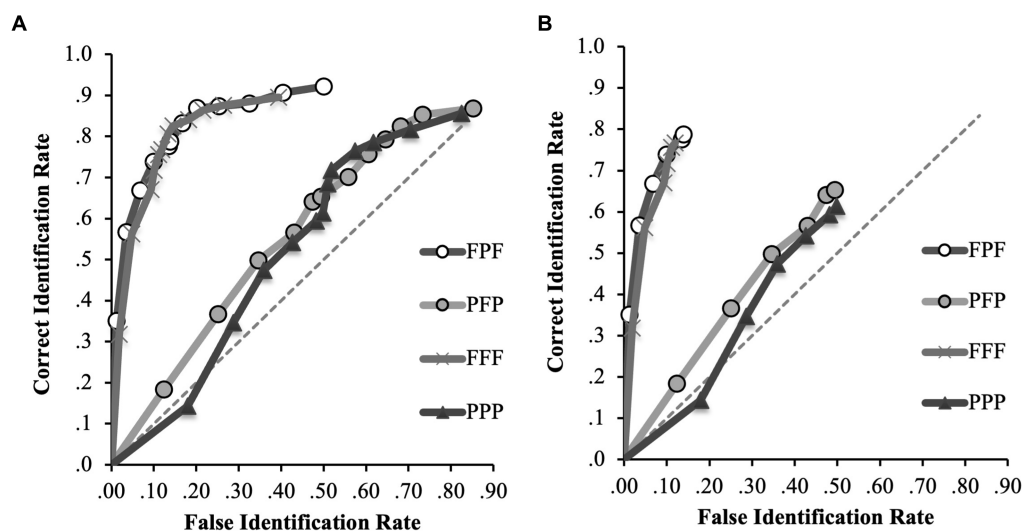 A
1.0
.9
.8
.7
.6
.5
.4
.3
.2
.1
.0
Correct Identification Rate
FPF
PFP
FFF
PPP
.00 .10 .20 .30 .40 .50 .60 .70 .80 .90
False Identification Rate
B
1.0
.9
.8
.7
.6
.5
.4
.3
.2
.1
.0
Correct Identification Rate
FPF
PFP
FFF
PPP
.00 .10 .20 .30 .40 .50 .60 .70 .80 .90
False Identification Rate